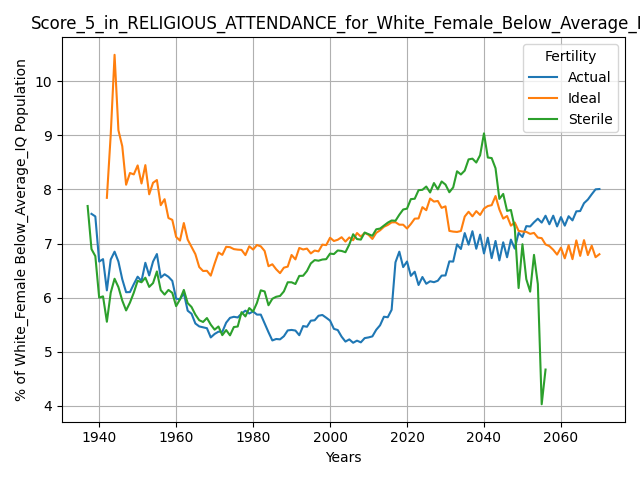 Score_5_in_RELIGIOUS_ATTENDANCE_for_White_Female_Below_Average_I
% of White_Female Below_Average_IQ Population
10
9
8
7
6
5
4
Fertility
Actual
Ideal
Sterile
1940 1960 1980 2000 2020 2040 2060
Years